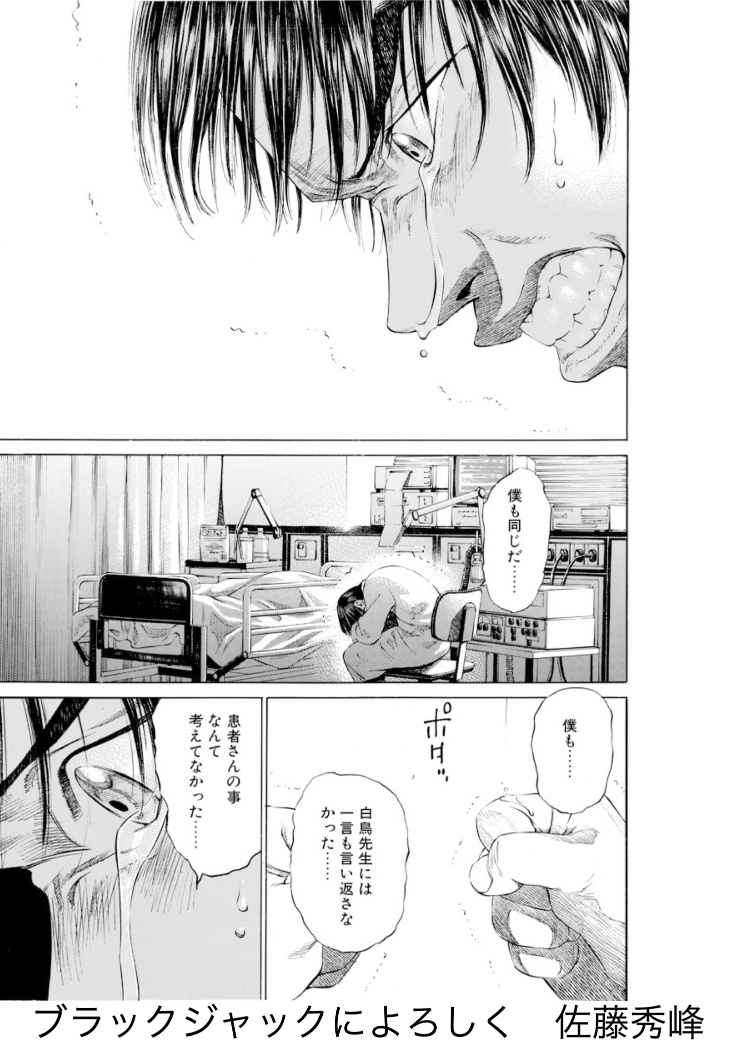 僕も同じだ……
僕も……
白鳥先生には
一言も言い返さな
かった……
ポタ…
患者さんの事
なんて
考えてなかった……
ブラックジャックによろしく　佐藤秀峰